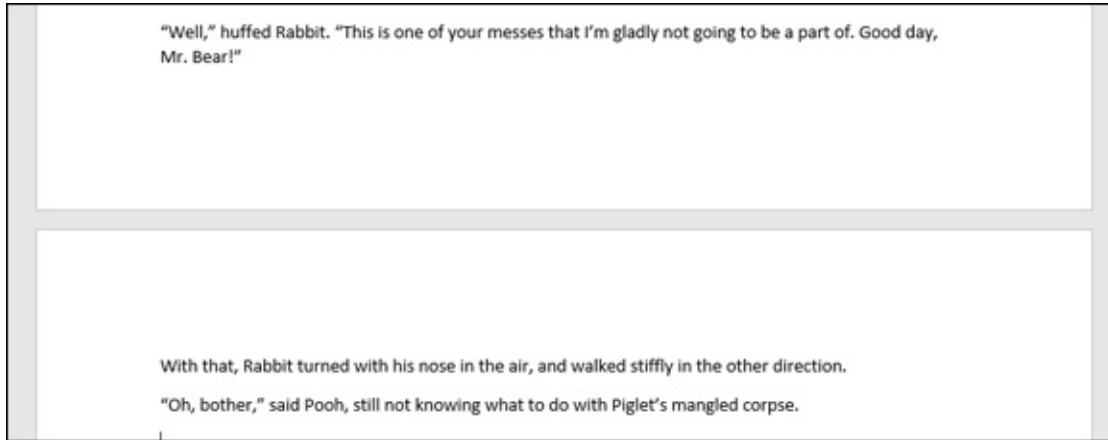 “Well,” huffed Rabbit. “This is one of your messes that I’m gladly not going to be a part of. Good day,
Mr. Bear!”
With that, Rabbit turned with his nose in the air, and walked stiffly in the other direction.
“Oh, bother,” said Pooh, still not knowing what to do with Piglet’s mangled corpse.